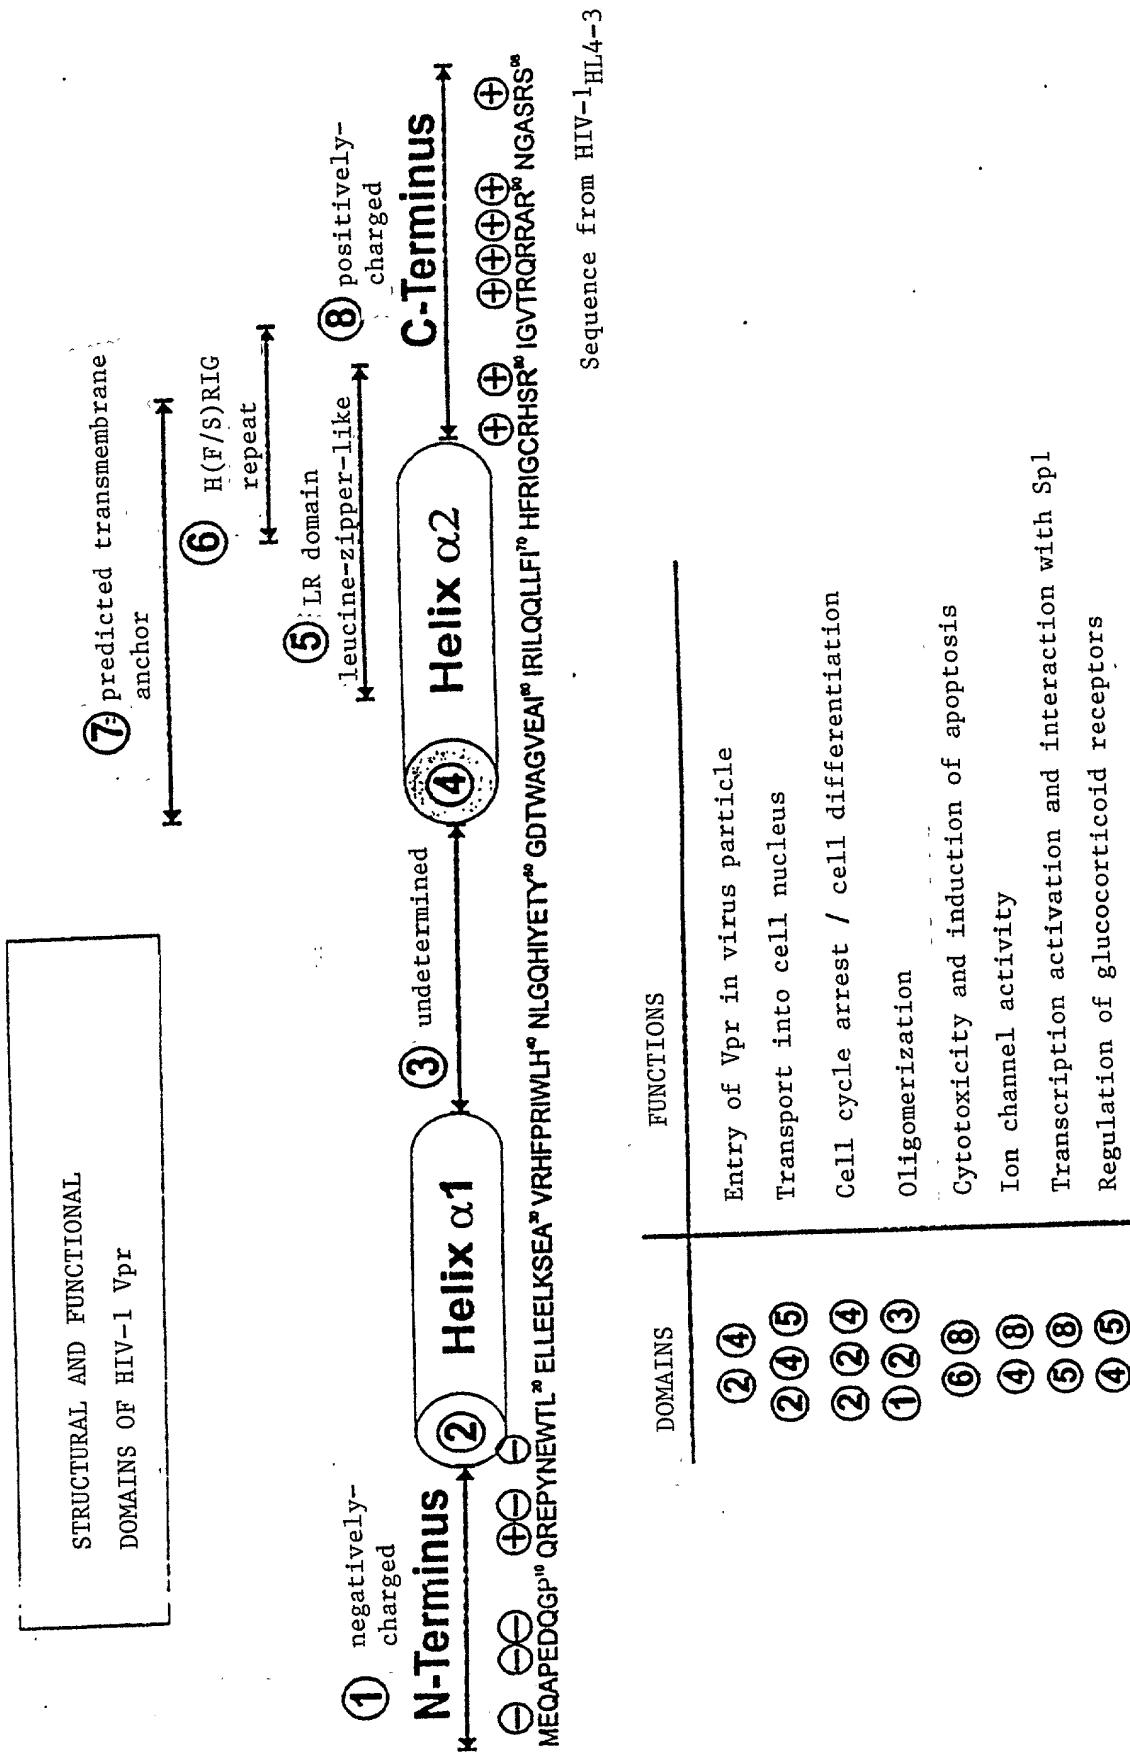 STRUCTURAL AND FUNCTIONAL
DOMAINS OF HIV-1 Vpr
⑦ predicted transmembrane
anchor
⑥ H(F/S)RIG
repeat
⑤ LR domain
leucine-zipper-like
⑧ positively-
charged
① negatively-
charged
③ undetermined
N-Terminus
② Helix α1
④ Helix α2
C-Terminus
⊖ ⊖⊖ ⊕⊖ ⊖ ⊕ ⊕ ⊕⊕⊕⊕ ⊕
MEQAPEDQGP¹⁰ QREPYNEWTL²⁰ ELLEELKSEA³⁰ VRHFPRIWLH⁴⁰ NLGQHIYETY⁵⁰ GDTWAGVEAI⁶⁰ IRILQQLLFI⁷⁰ HFRIGCRHSR⁸⁰ IGVTRQRRAR⁹⁰ NGASRS⁹⁶
Sequence from HIV-1HL4-3
DOMAINS FUNCTIONS
②④ Entry of Vpr in virus particle
②④⑤ Transport into cell nucleus
②②④ Cell cycle arrest / cell differentiation
①②③ Oligomerization
⑥⑧ Cytotoxicity and induction of apoptosis
④⑧ Ion channel activity
⑤⑧ Transcription activation and interaction with Sp1
④⑤ Regulation of glucocorticoid receptors